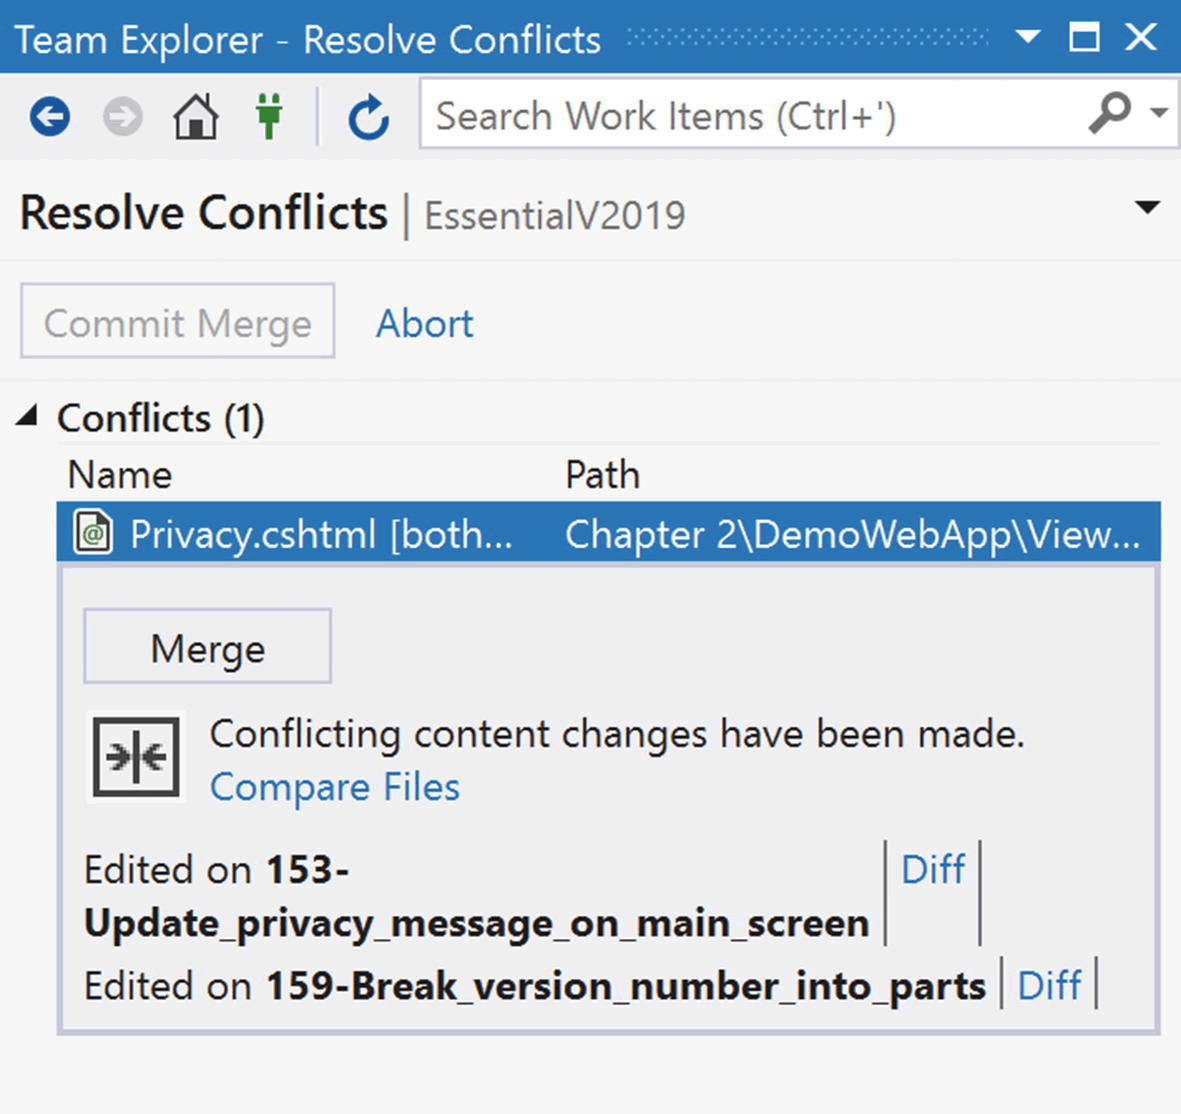 Team Explorer - Resolve Conflicts
Search Work Items (Ctrl+')
Resolve Conflicts | EssentialV2019
Commit Merge Abort
Conflicts (1)
Name Path
Privacy.cshtml [both... Chapter 2\DemoWebApp\View...
Merge
Conflicting content changes have been made.
Compare Files
Edited on 153- Diff
Update_privacy_message_on_main_screen
Edited on 159-Break_version_number_into_parts Diff